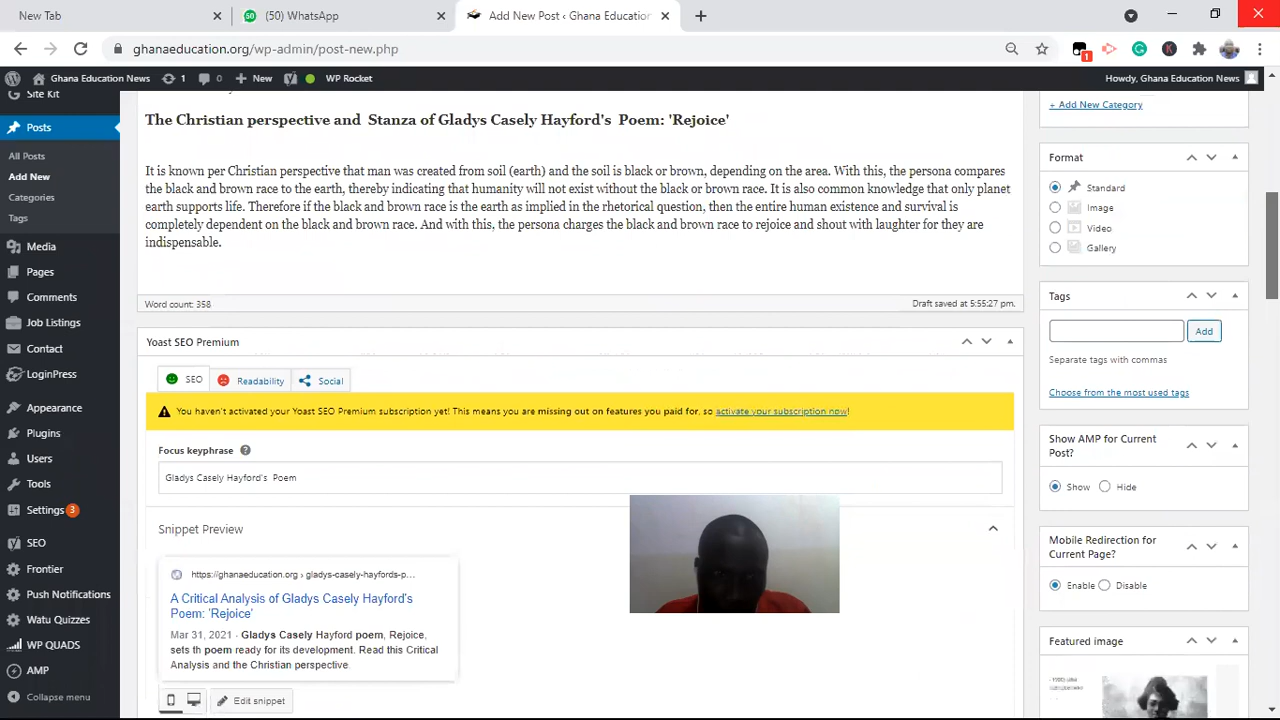 New Tab
(50) WhatsApp
Add New Post ‹ Ghana Education
ghanaeducation.org/wp-admin/post-new.php
1
Ghana Education News
1
0
New
WP Rocket
Howdy, Ghana Education News
Site Kit
Posts
All Posts
Add New
Categories
Tags
Media
Pages
Comments
Job Listings
Contact
LoginPress
Appearance
Plugins
Users
Tools
Settings 3
SEO
Frontier
Push Notifications
Watu Quizzes
WP QUADS
AMP
Collapse menu
The Christian perspective and Stanza of Gladys Casely Hayford's Poem: 'Rejoice'
It is known per Christian perspective that man was created from soil (earth) and the soil is black or brown, depending on the area. With this, the persona compares
the black and brown race to the earth, thereby indicating that humanity will not exist without the black or brown race. It is also common knowledge that only planet
earth supports life. Therefore if the black and brown race is the earth as implied in the rhetorical question, then the entire human existence and survival is
completely dependent on the black and brown race. And with this, the persona charges the black and brown race to rejoice and shout with laughter for they are
indispensable.
Word count: 358
Draft saved at 5:55:27 pm.
Yoast SEO Premium
SEO
Readability
Social
You haven't activated your Yoast SEO Premium subscription yet! This means you are missing out on features you paid for, so activate your subscription now!
Focus keyphrase
Gladys Casely Hayford's Poem
Snippet Preview
https://ghanaeducation.org › gladys-casely-hayfords-p...
A Critical Analysis of Gladys Casely Hayford's
Poem: 'Rejoice'
Mar 31, 2021 · Gladys Casely Hayford poem, Rejoice,
sets th poem ready for its development. Read this Critical
Analysis and the Christian perspective
Edit snippet
+ Add New Category
Format
Standard
Image
Video
Gallery
Tags
Add
Separate tags with commas
Choose from the most used tags
Show AMP for Current
Post?
Show
Hide
Mobile Redirection for
Current Page?
Enable
Disable
Featured image